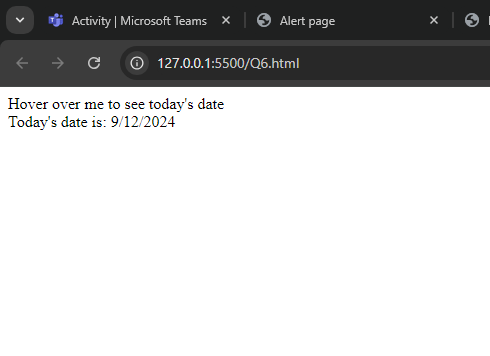 Activity | Microsoft Teams
Alert page
127.0.0.1:5500/Q6.html
Hover over me to see today's date
Today's date is: 9/12/2024